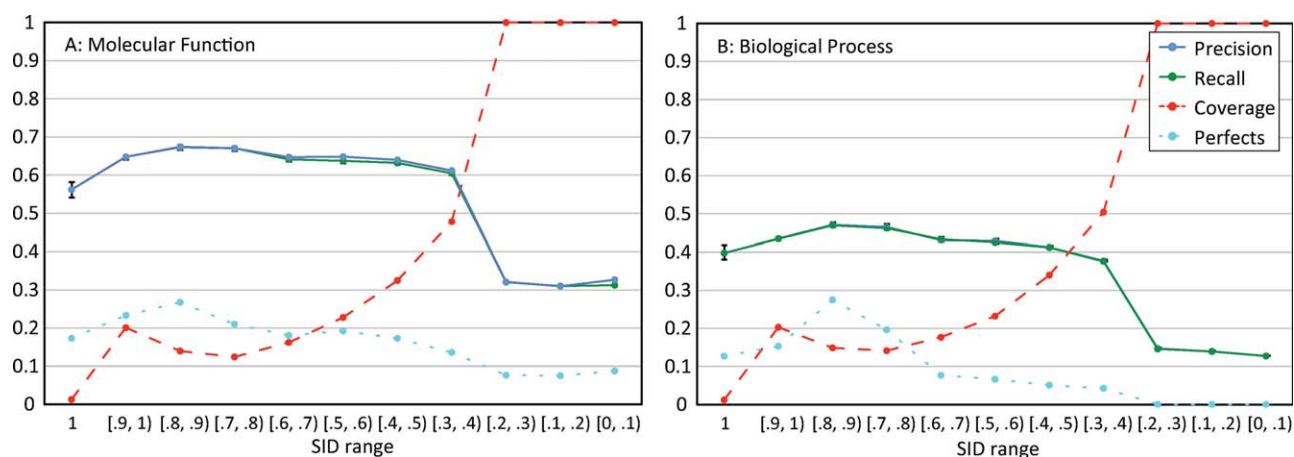 A: Molecular Function
1
0.9
0.8
0.7
0.6
0.5
0.4
0.3
0.2
0.1
0
1 [.9, 1) [.8, .9) [.7, .8) [.6, .7) [.5, .6) [.4, .5) [.3, .4) [.2, .3) [.1, .2) [0, .1)
SID range
B: Biological Process
Precision
Recall
Coverage
Perfects
1
0.9
0.8
0.7
0.6
0.5
0.4
0.3
0.2
0.1
0
1 [.9, 1) [.8, .9) [.7, .8) [.6, .7) [.5, .6) [.4, .5) [.3, .4) [.2, .3) [.1, .2) [0, .1)
SID range